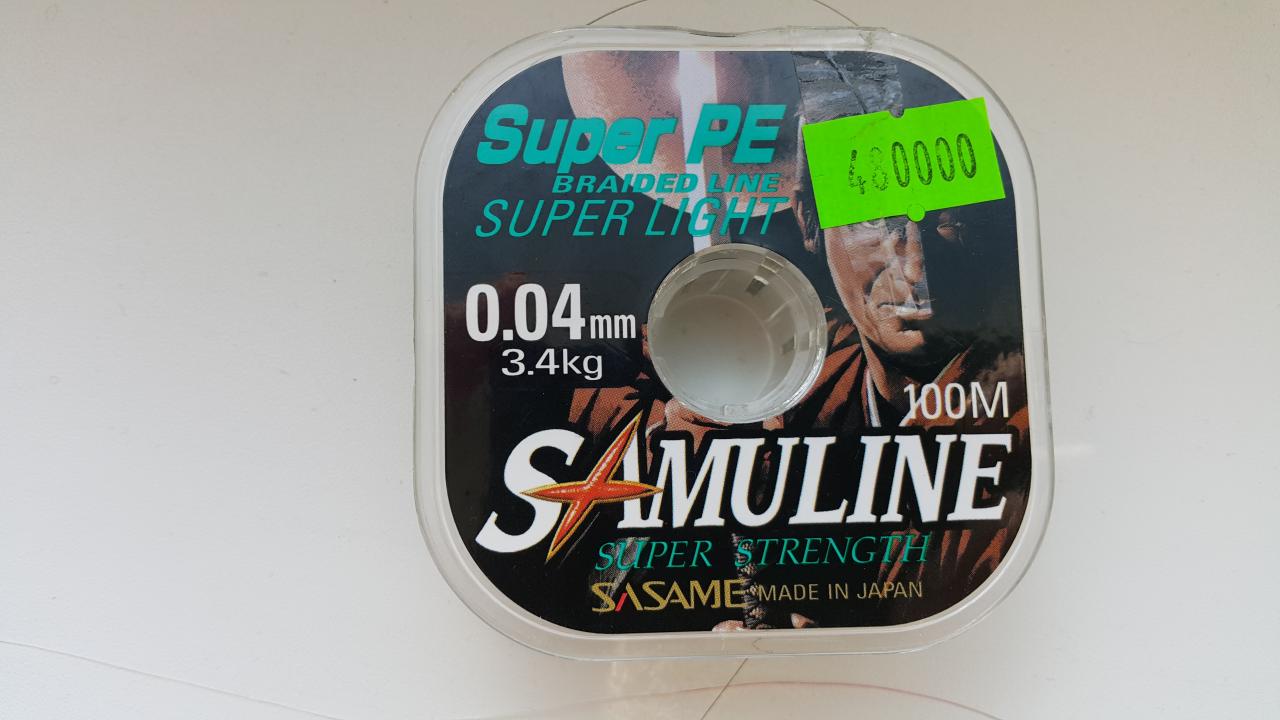 Super PE
BRAIDED LINE
SUPER LIGHT
480000
0.04mm
3.4kg
100M
SAMULINE
SUPER STRENGTH
SASAME MADE IN JAPAN